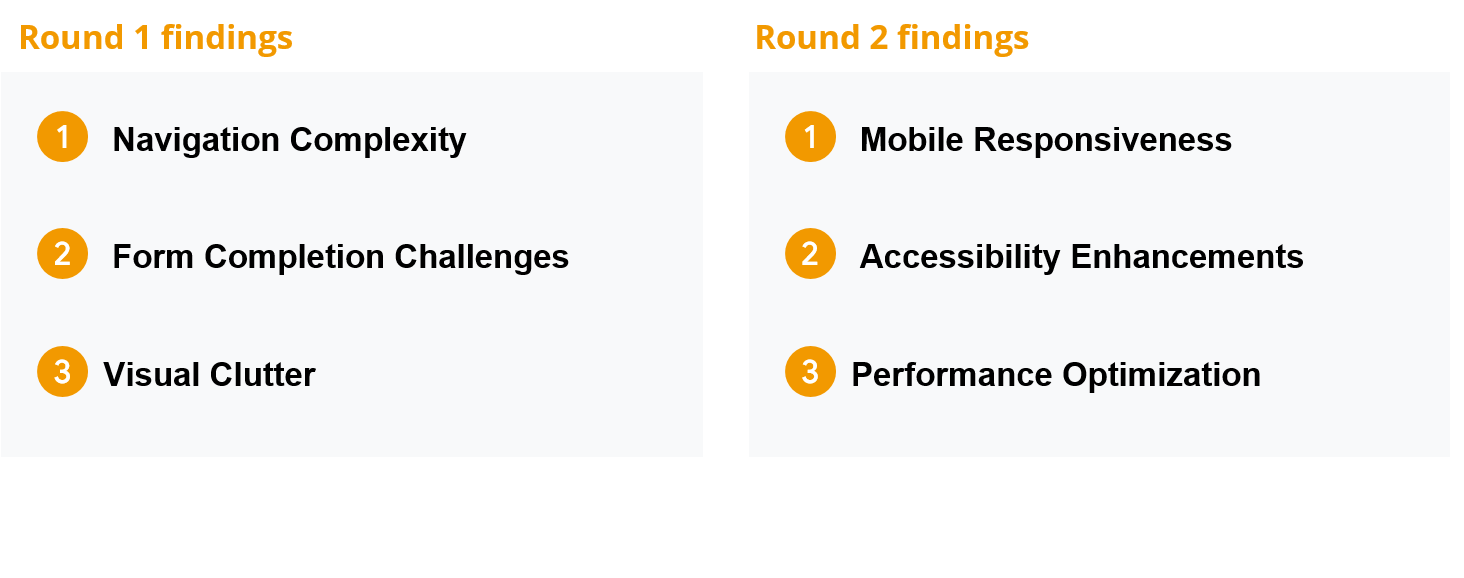 Round 1 findings
1 Navigation Complexity
2 Form Completion Challenges
3 Visual Clutter
Round 2 findings
1 Mobile Responsiveness
2 Accessibility Enhancements
3 Performance Optimization